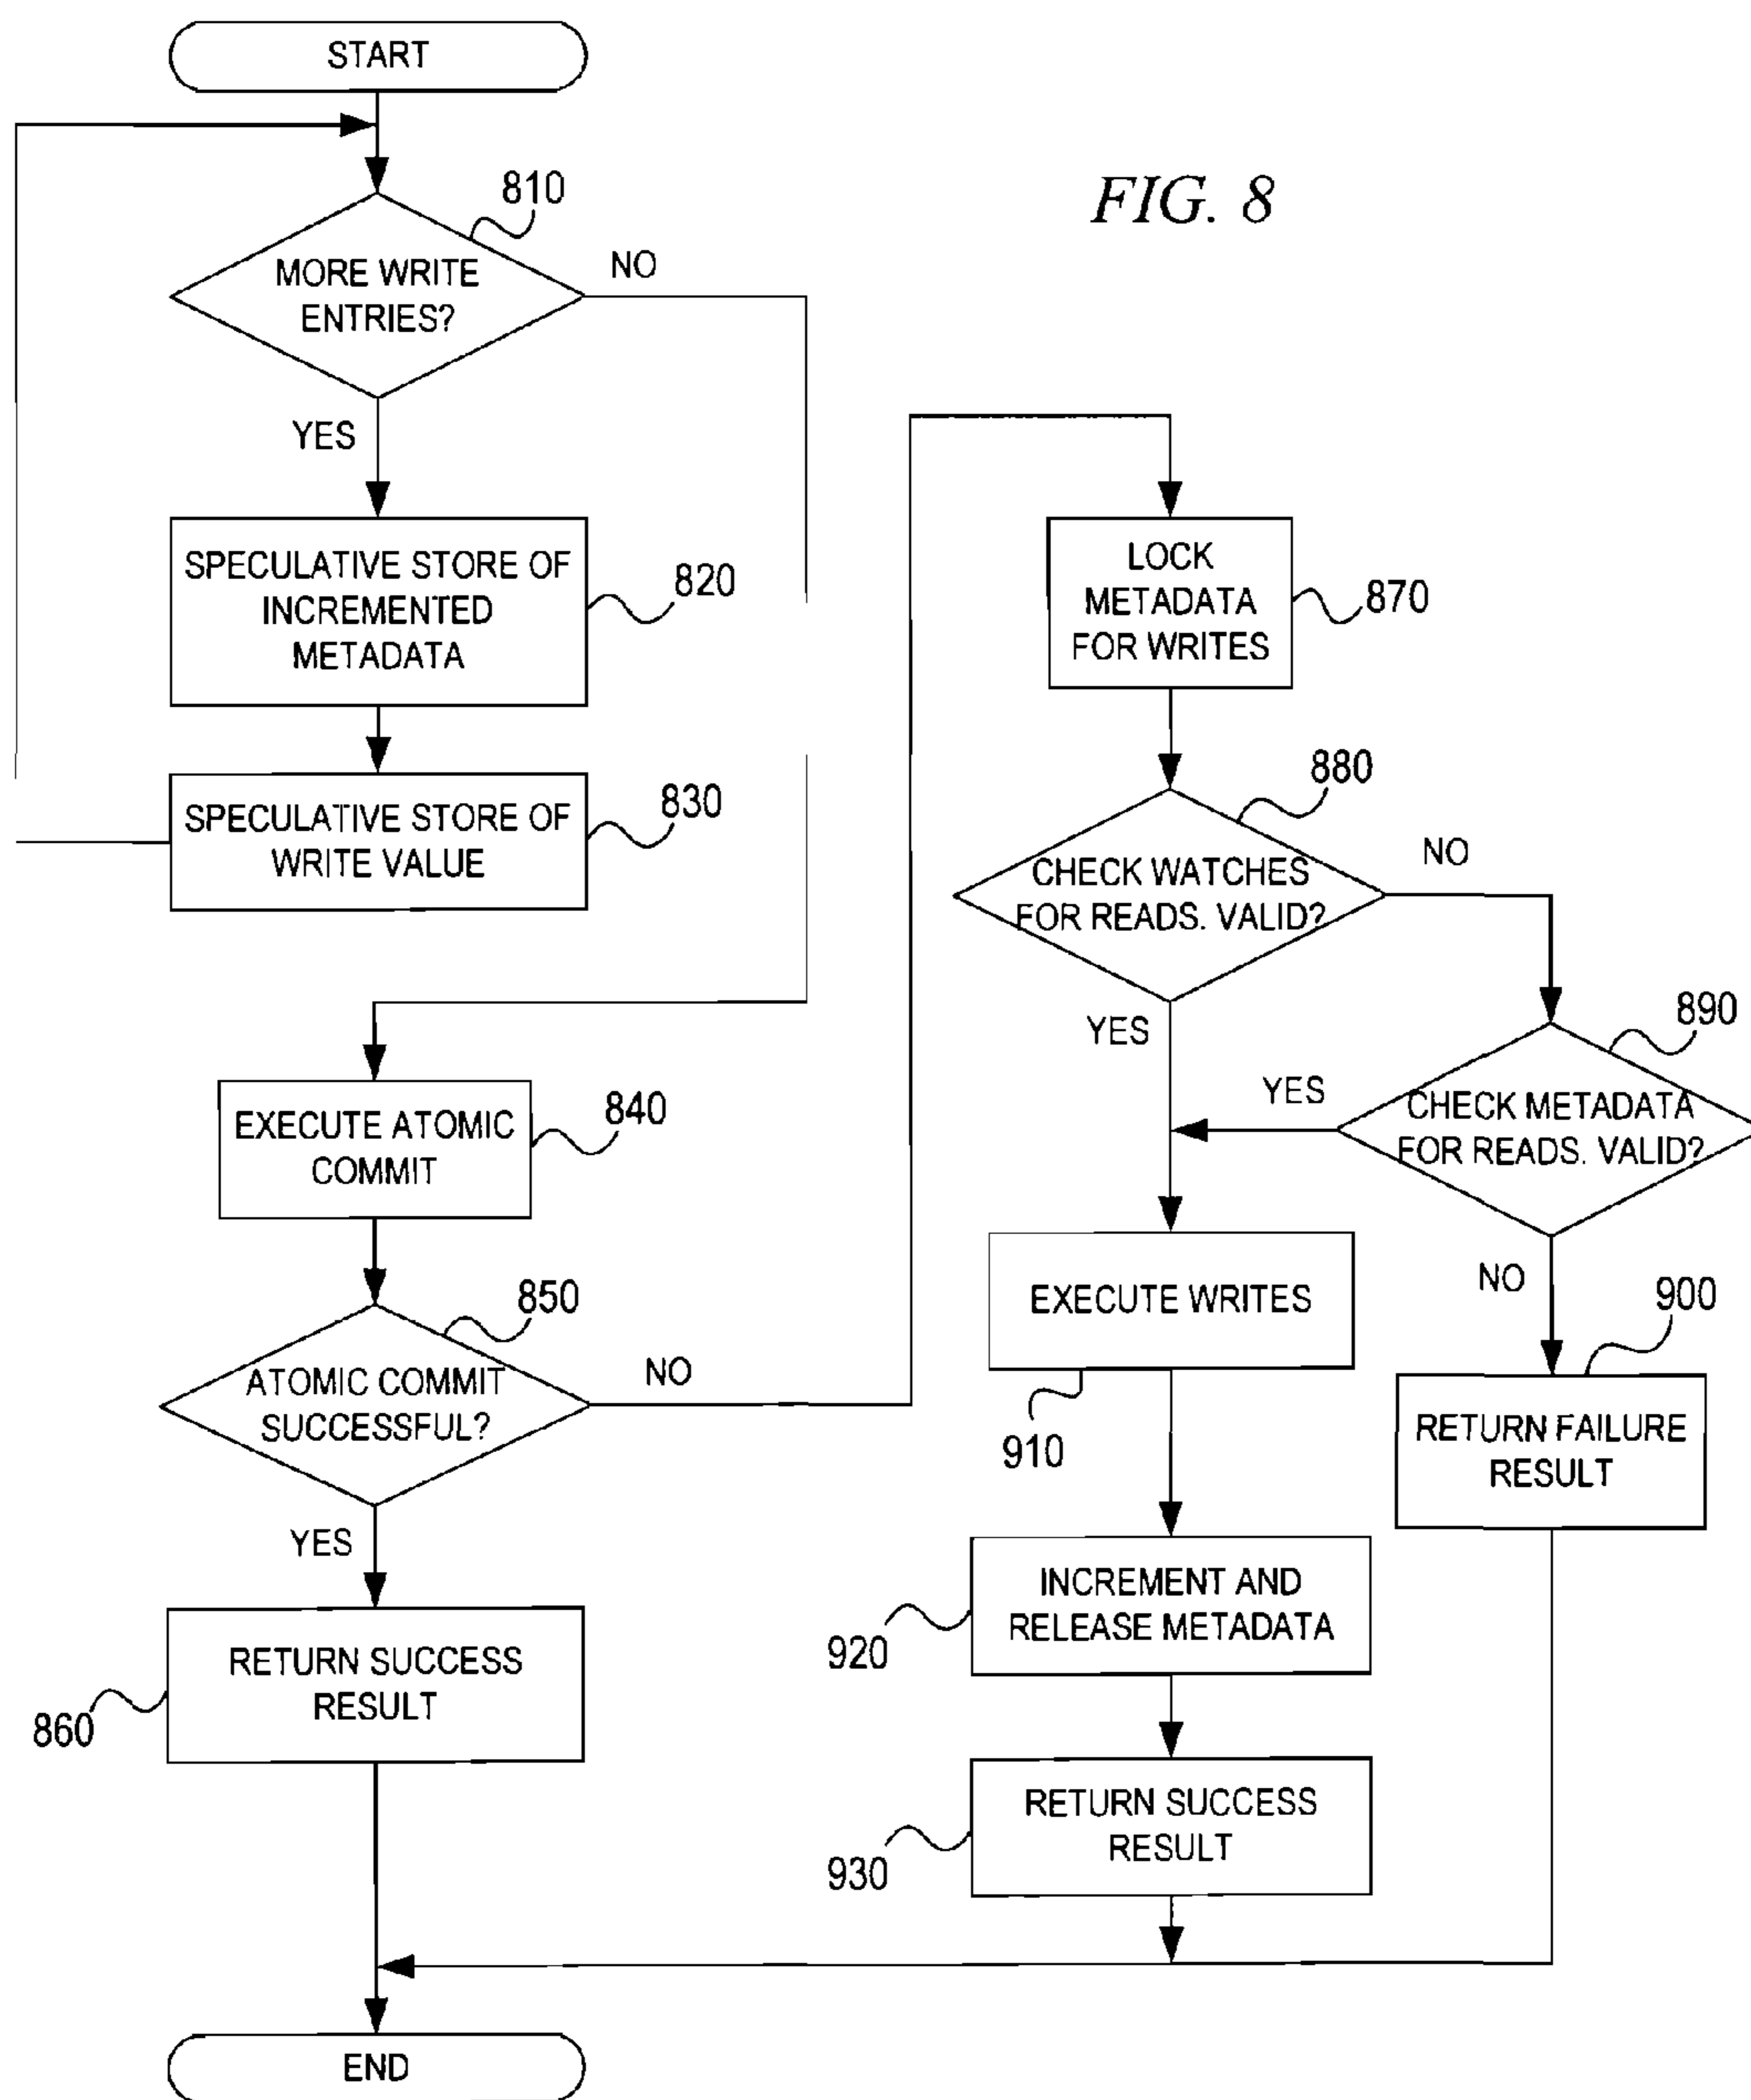 START
FIG. 8
810
MORE WRITE
ENTRIES?
NO
YES
SPECULATIVE STORE OF
INCREMENTED
METADATA
820
SPECULATIVE STORE OF
WRITE VALUE
830
EXECUTE ATOMIC
COMMIT
840
850
ATOMIC COMMIT
SUCCESSFUL?
NO
YES
RETURN SUCCESS
RESULT
860
LOCK
METADATA
FOR WRITES
870
880
CHECK WATCHES
FOR READS. VALID?
NO
YES
890
CHECK METADATA
FOR READS. VALID?
YES
NO
900
RETURN FAILURE
RESULT
EXECUTE WRITES
910
INCREMENT AND
RELEASE METADATA
920
RETURN SUCCESS
RESULT
930
END